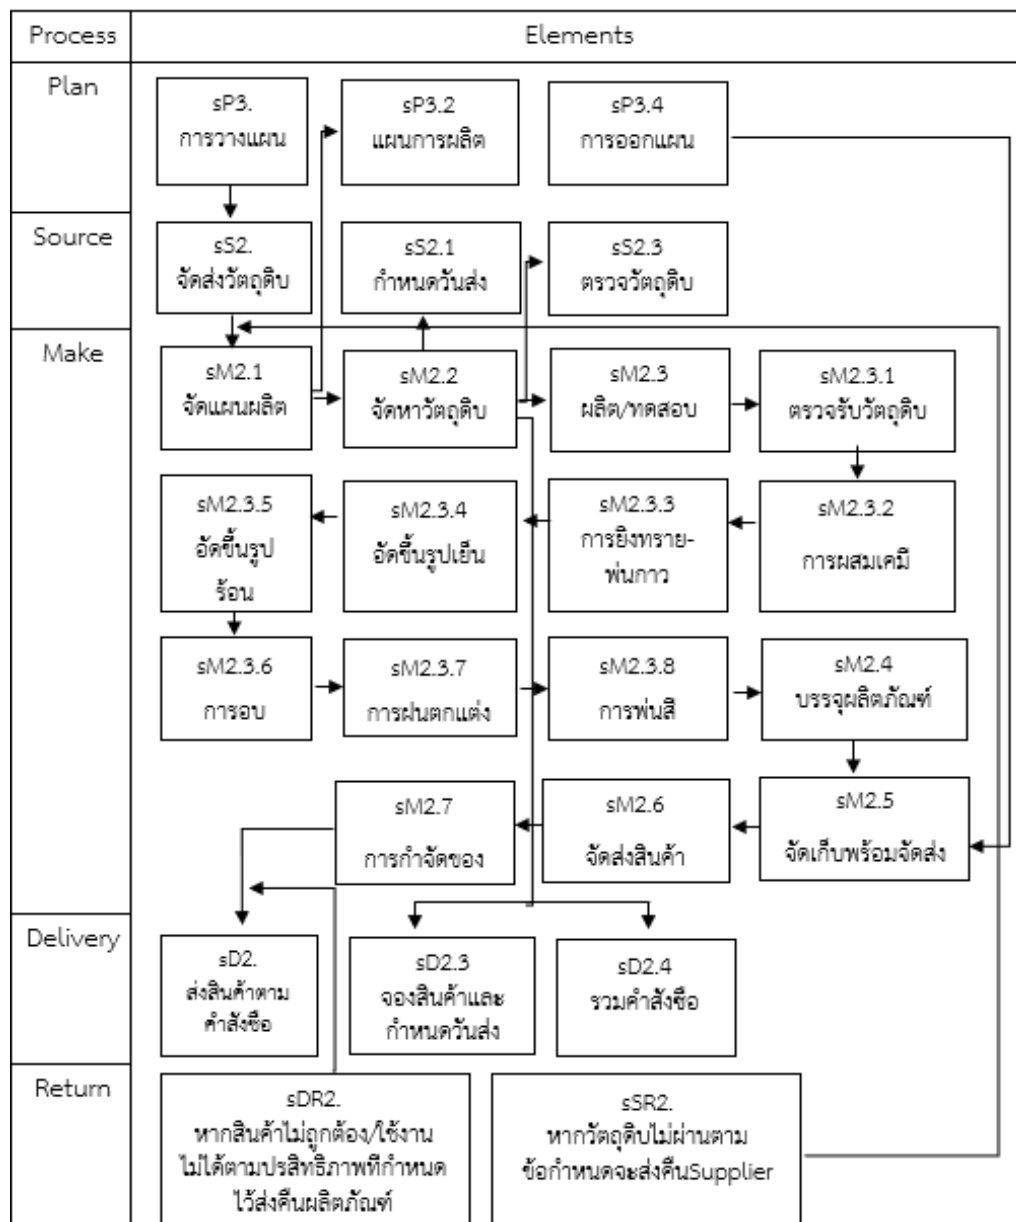 Process
Elements
Plan
sP3.
การวางแผน
sP3.2
แผนการผลิต
sP3.4
การออกแผน
Source
sS2.
จัดส่งวัตถุดิบ
sS2.1
กำหนดวันส่ง
sS2.3
ตรวจวัตถุดิบ
Make
sM2.1
จัดแผนผลิต
sM2.2
จัดหาวัตถุดิบ
sM2.3
ผลิต/ทดสอบ
sM2.3.1
ตรวจรับวัตถุดิบ
sM2.3.5
อัดขึ้นรูป
ร้อน
sM2.3.4
อัดขึ้นรูปเย็น
sM2.3.3
การยิงทราย-
พ่นกาว
sM2.3.2
การผสมเคมี
sM2.3.6
การอบ
sM2.3.7
การฝนตกแต่ง
sM2.3.8
การพ่นสี
sM2.4
บรรจุผลิตภัณฑ์
sM2.7
การกำจัดของ
sM2.6
จัดส่งสินค้า
sM2.5
จัดเก็บพร้อมจัดส่ง
Delivery
sD2.
ส่งสินค้าตาม
คำสั่งซื้อ
sD2.3
จองสินค้าและ
กำหนดวันส่ง
sD2.4
รวมคำสั่งซื้อ
Return
sDR2.
หากสินค้าไม่ถูกต้อง/ใช้งาน
ไม่ได้ตามประสิทธิภาพที่กำหนด
ไว้ส่งคืนผลิตภัณฑ์
sSR2.
หากวัตถุดิบไม่ผ่านตาม
ข้อกำหนดจะส่งคืนSupplier